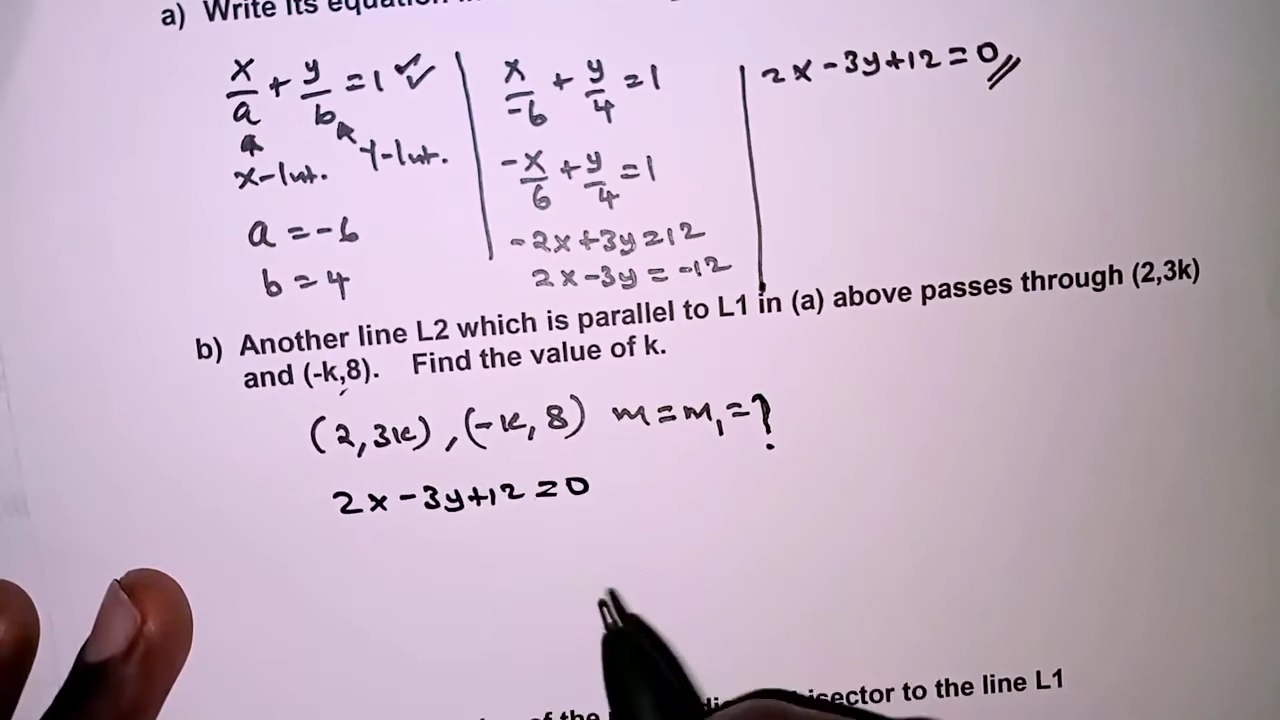 a) Write its equation
x/a + y/b = 1 ✓✓
x-Int. y-Int.
a = -6
b = 4
x/-6 + y/4 = 1
-x/6 + y/4 = 1
-2x + 3y = 12
2x - 3y = -12
2x - 3y + 12 = 0
b) Another line L2 which is parallel to L1 in (a) above passes through (2,3k)
and (-k,8). Find the value of k.
(2, 3k), (-k, 8) m = m₁ = ?
2x - 3y + 12 = 0
of the
bisector to the line L1